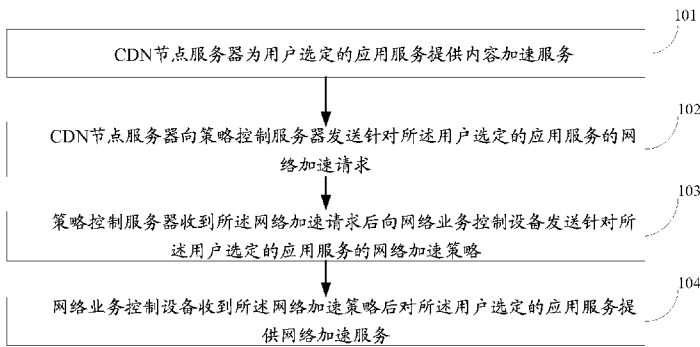 101
CDN节点服务器为用户选定的应用服务提供内容加速服务
102
CDN节点服务器向策略控制服务器发送针对所述用户选定的应用服务的网
络加速请求
103
策略控制服务器收到所述网络加速请求后向网络业务控制设备发送针对所
述用户选定的应用服务的网络加速策略
104
网络业务控制设备收到所述网络加速策略后对所述用户选定的应用服务提
供网络加速服务